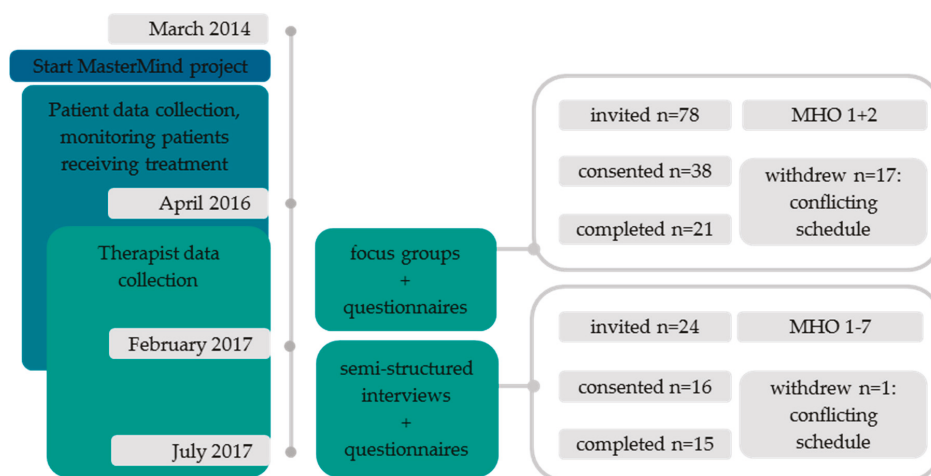 March 2014
Start MasterMind project
Patient data collection,
monitoring patients
receiving treatment
April 2016
Therapist data
collection
February 2017
July 2017
focus groups
+
questionnaires
semi-structured
interviews
+
questionnaires
invited n=78
MHO 1+2
consented n=38
withdrew n=17:
conflicting
schedule
completed n=21
invited n=24
MHO 1-7
consented n=16
withdrew n=1:
conflicting
schedule
completed n=15